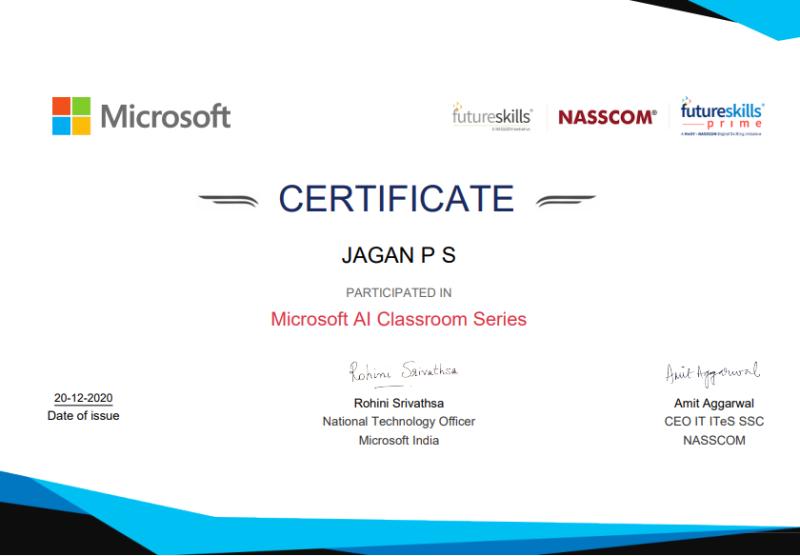 Microsoft
futureskills
A NASSCOM Initiative
NASSCOM®
futureskills
prime
A MeitY - NASSCOM Digital Skilling Initiative
CERTIFICATE
JAGAN P S
PARTICIPATED IN
Microsoft AI Classroom Series
Rohini Srivathsa
Amit Aggarwal
20-12-2020
Date of issue
Rohini Srivathsa
National Technology Officer
Microsoft India
Amit Aggarwal
CEO IT ITeS SSC
NASSCOM